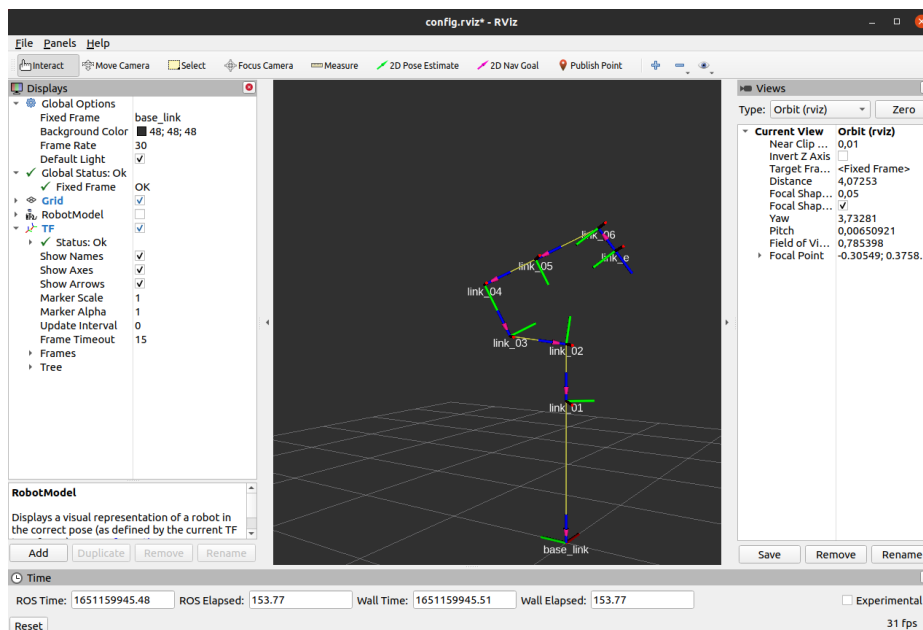 config.rviz* - RViz
File Panels Help
Interact Move Camera Select Focus Camera Measure 2D Pose Estimate 2D Nav Goal Publish Point
Displays
Global Options
Fixed Frame base_link
Background Color 48; 48; 48
Frame Rate 30
Default Light
Global Status: Ok
Fixed Frame OK
Grid
RobotModel
TF
Status: Ok
Show Names
Show Axes
Show Arrows
Marker Scale 1
Marker Alpha 1
Update Interval 0
Frame Timeout 15
Frames
Tree
RobotModel
Displays a visual representation of a robot in
the correct pose (as defined by the current TF
Add Duplicate Remove Rename
link_06
link_e
link_05
link_04
link_03
link_02
link_01
base_link
Views
Type: Orbit (rviz) Zero
Current View Orbit (rviz)
Near Clip ... 0,01
Invert Z Axis
Target Fra... <Fixed Frame>
Distance 4,07253
Focal Shap... 0,05
Focal Shap...
Yaw 3,73281
Pitch 0,00650921
Field of Vi... 0,785398
Focal Point -0.30549; 0.3758...
Save Remove Rename
Time
ROS Time: 1651159945.48 ROS Elapsed: 153.77 Wall Time: 1651159945.51 Wall Elapsed: 153.77 Experimental
Reset 31 fps